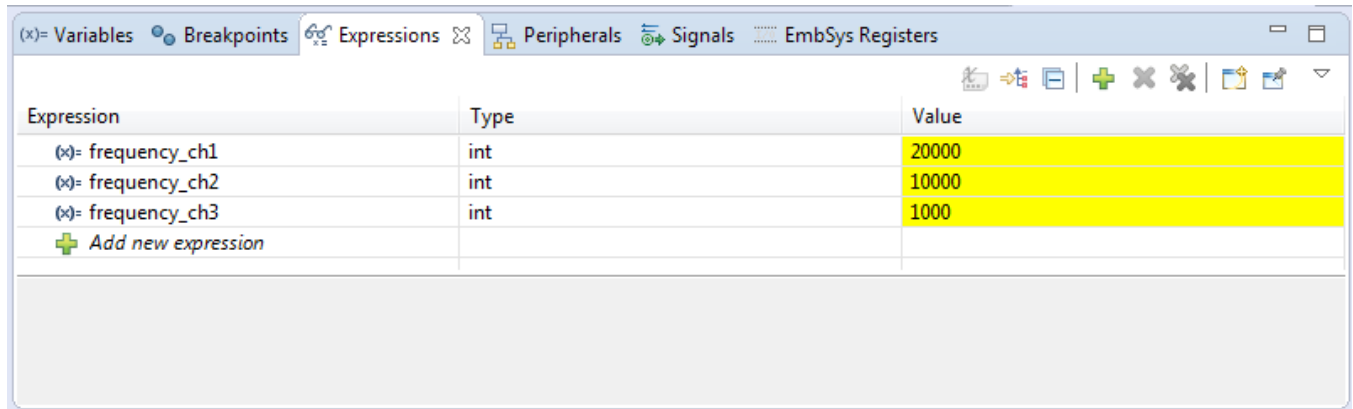 (x)= Variables Breakpoints Expressions Peripherals Signals EmbSys Registers
Expression Type Value
(x)= frequency_ch1 int 20000
(x)= frequency_ch2 int 10000
(x)= frequency_ch3 int 1000
Add new expression